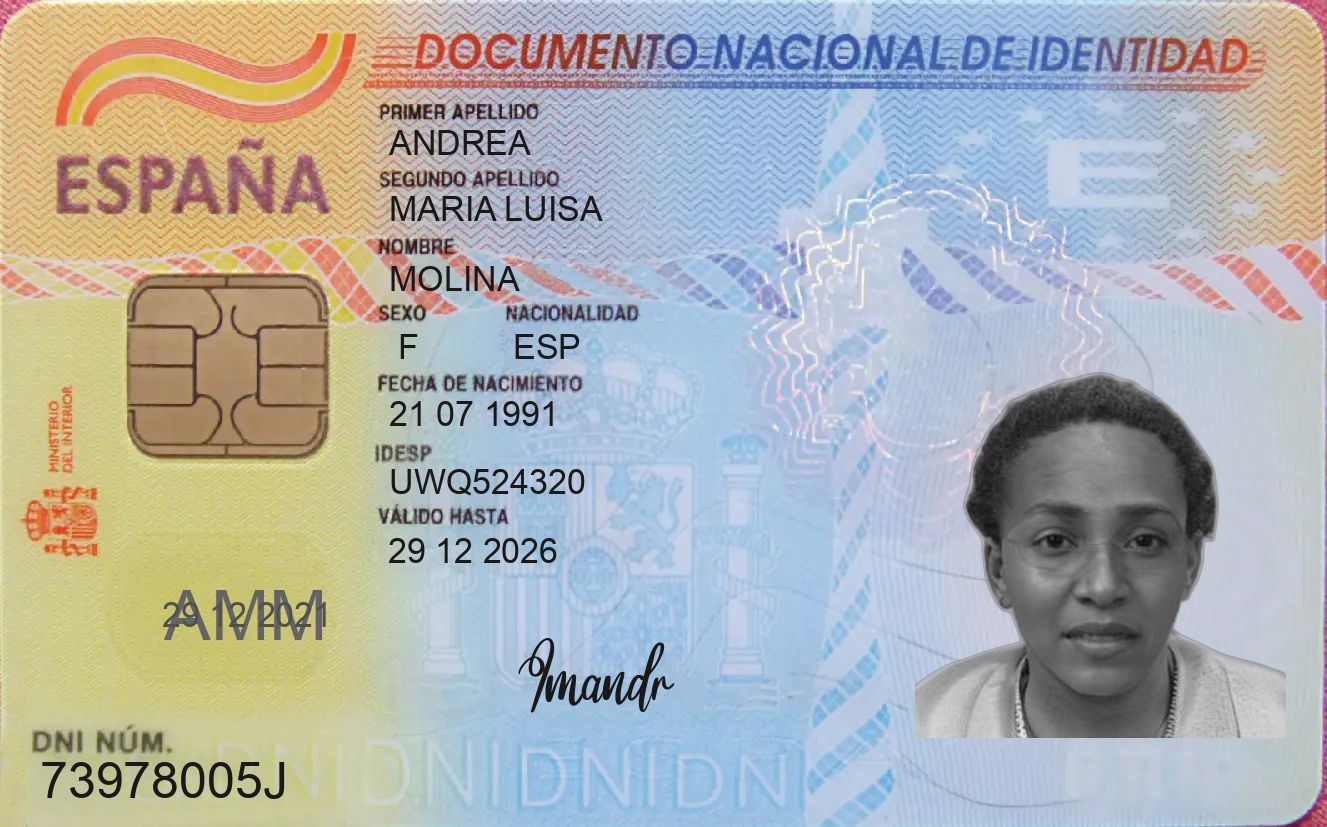 DOCUMENTO NACIONAL DE IDENTIDAD
ESPAÑA
PRIMER APELLIDO
ANDREA
SEGUNDO APELLIDO
MARIA LUISA
NOMBRE
MOLINA
SEXO NACIONALIDAD
F ESP
FECHA DE NACIMIENTO
21 07 1991
IDESP
UWQ524320
VÁLIDO HASTA
29 12 2026
MINISTERIO
DEL INTERIOR
AMM
29 12 2021
Imandr
DNI NÚM.
73978005J
DNIDNIDNIDNIDNI
E